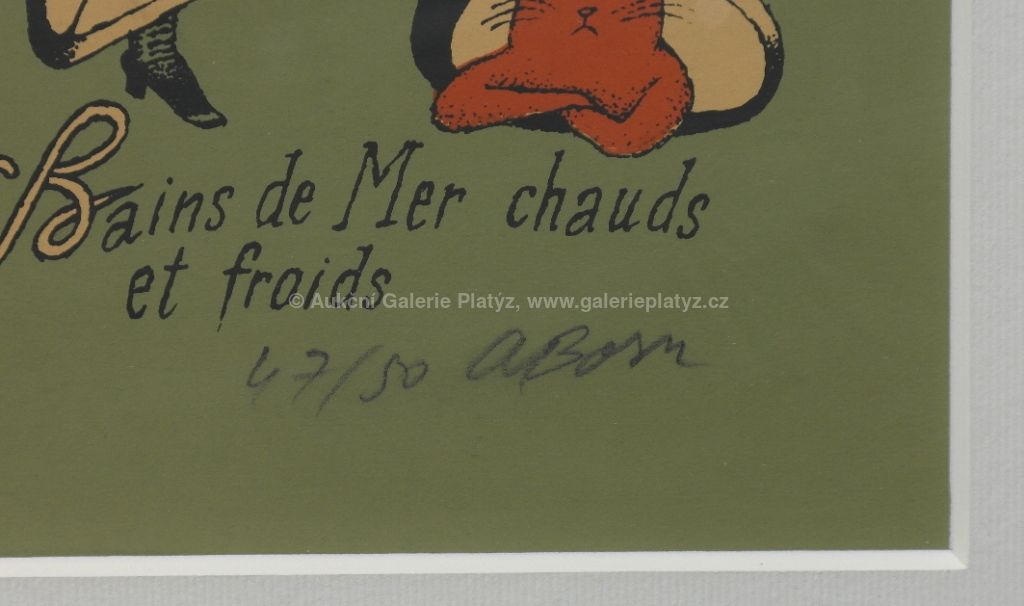 Bains de Mer chauds
et froids
© Aukční Galerie Platýz, www.galerieplatyz.cz
47/50 ABorn